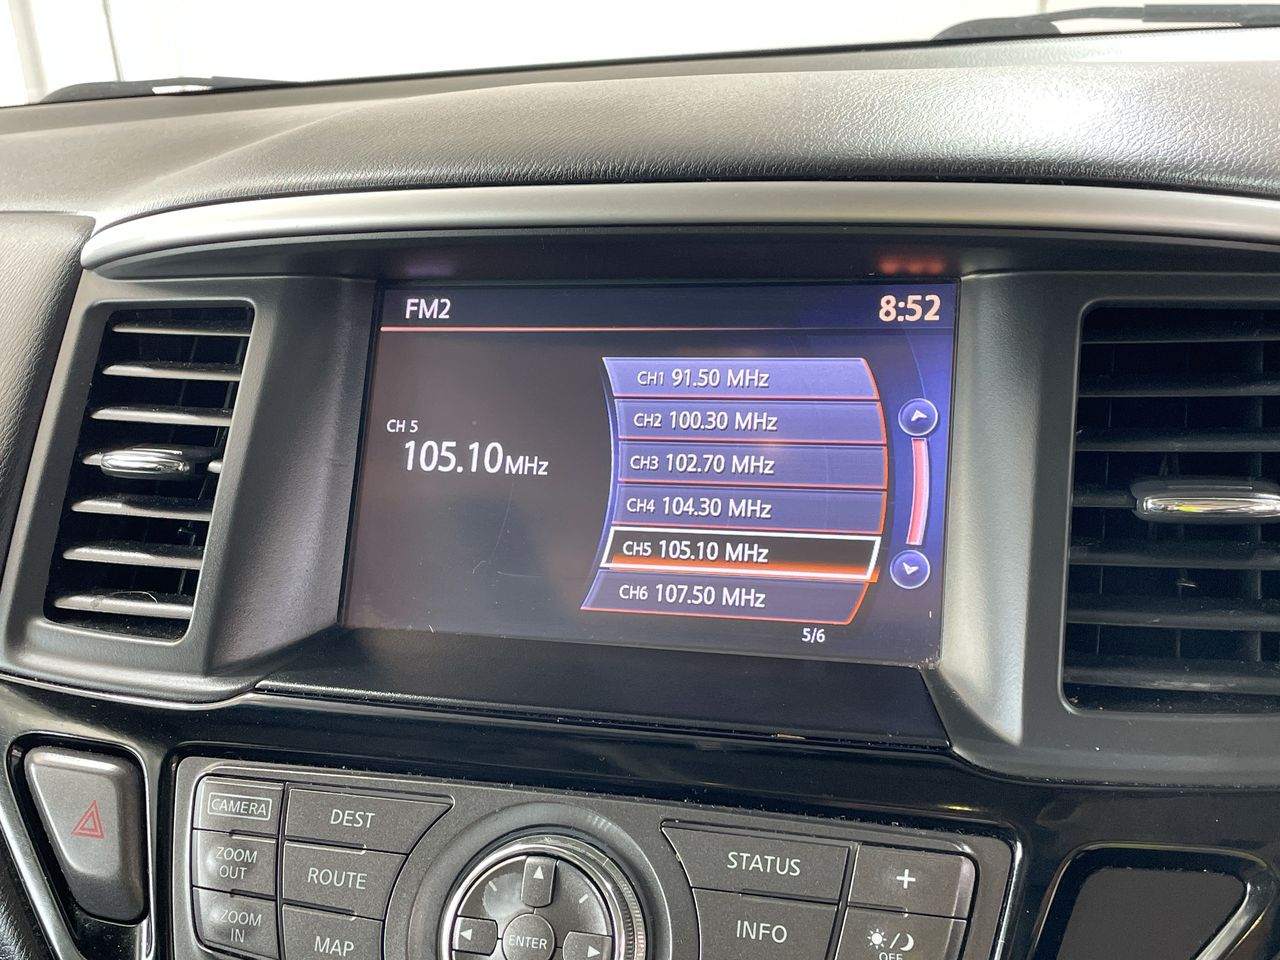 FM2
8:52
CH 5
105.10 MHz
CH1 91.50 MHz
CH2 100.30 MHz
CH3 102.70 MHz
CH4 104.30 MHz
CH5 105.10 MHz
CH6 107.50 MHz
5/6
CAMERA
DEST
ZOOM
OUT
ROUTE
ZOOM
IN
MAP
ENTER
STATUS
+
INFO
OFF